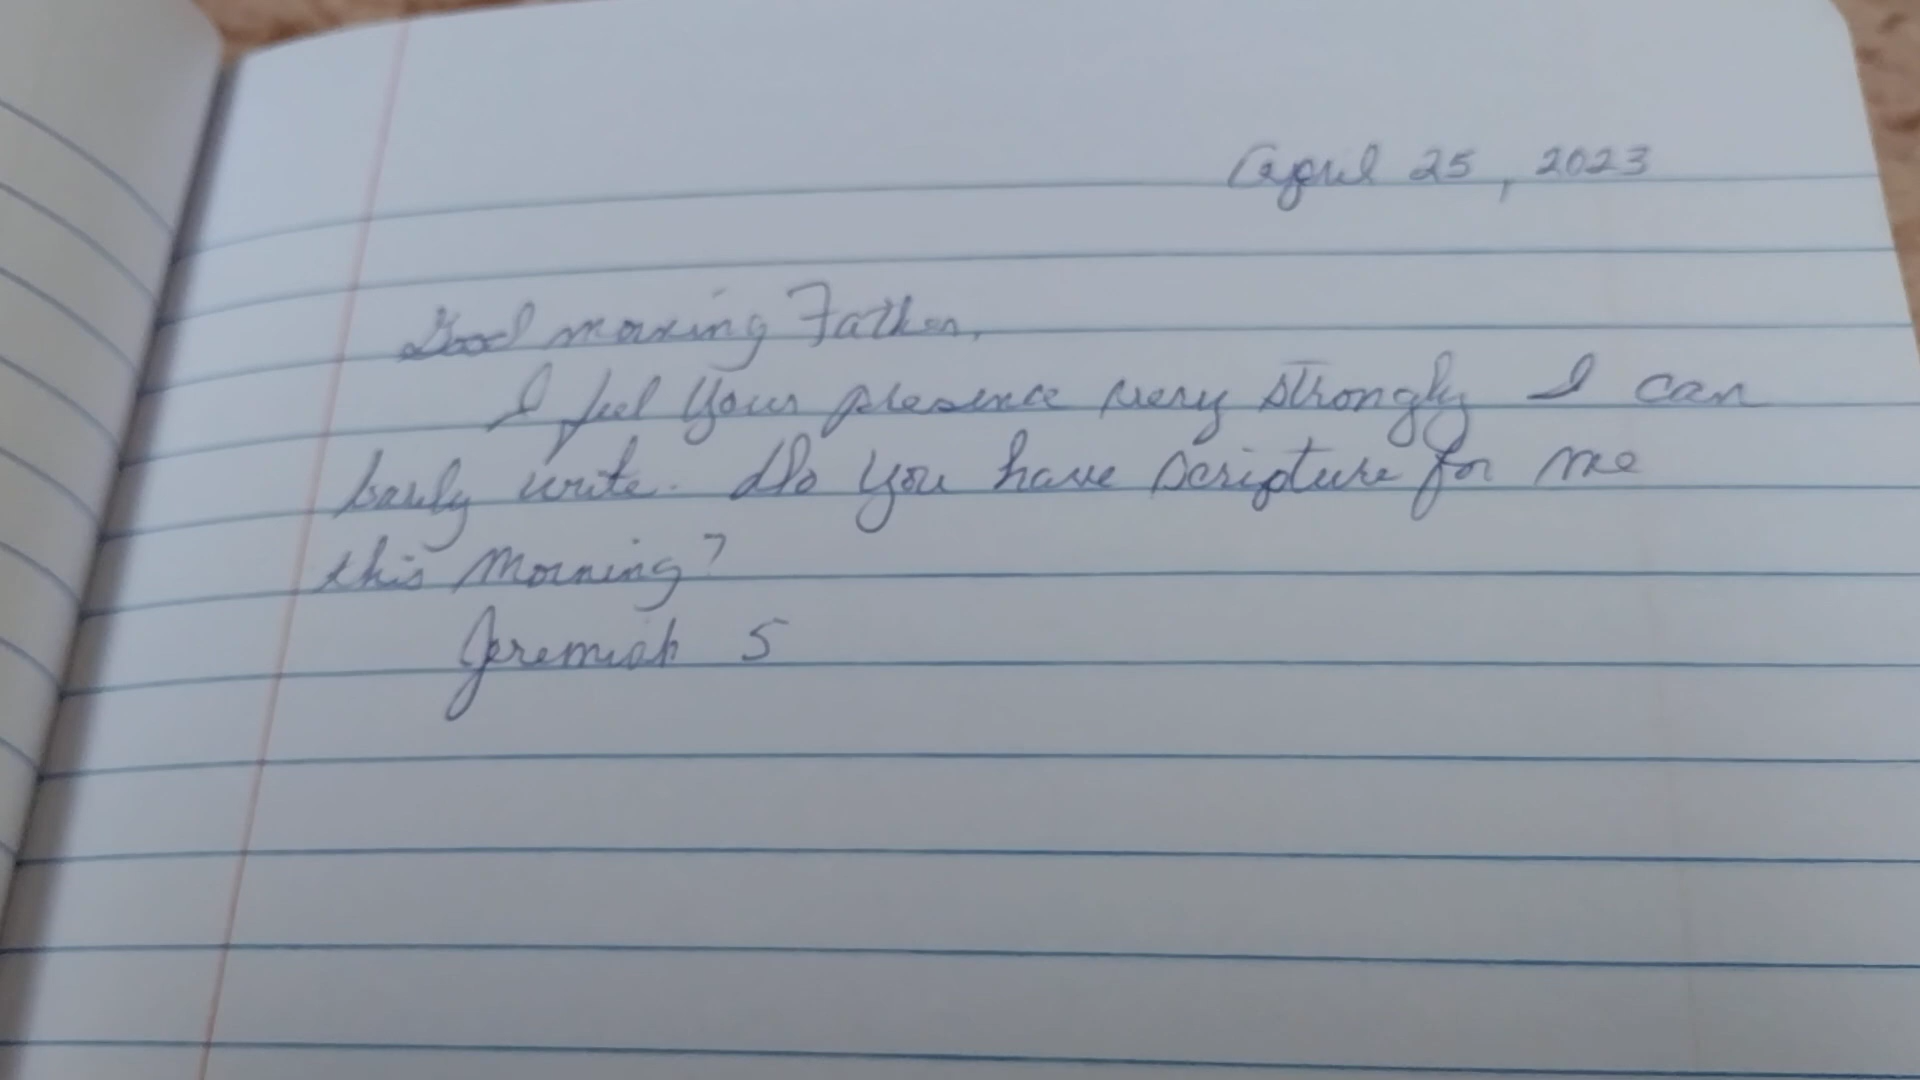 April 25, 2023
Good morning Father,
I feel Your presence very strongly I can
barely write. Do you have scripture for me
this morning?
Jeremiah 5